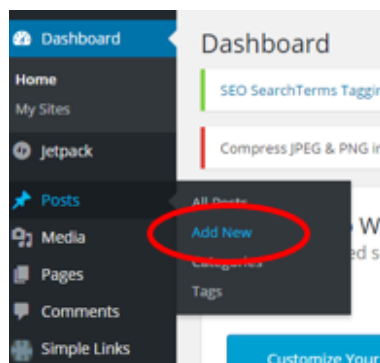 Dashboard
Home
My Sites
Jetpack
Posts
Media
Pages
Comments
Simple Links
All Posts
Add New
Categories
Tags
Dashboard
SEO SearchTerms Taggin
Compress JPEG & PNG in
W
ed s
Customize Your